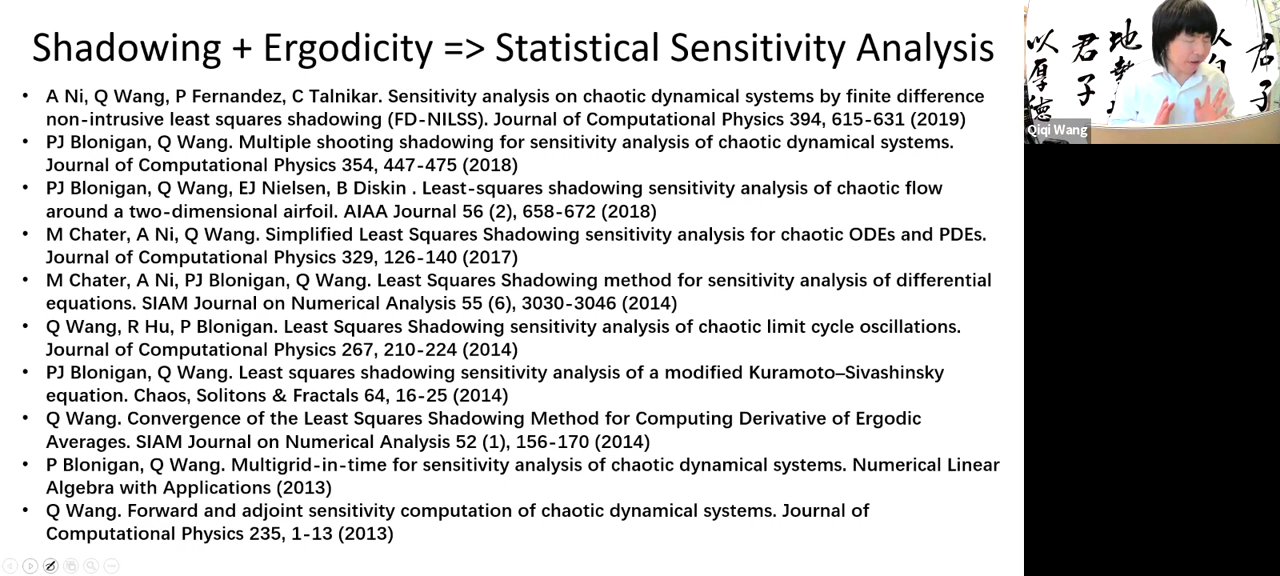 Shadowing + Ergodicity => Statistical Sensitivity Analysis
• A Ni, Q Wang, P Fernandez, C Talnikar. Sensitivity analysis on chaotic dynamical systems by finite difference
non-intrusive least squares shadowing (FD-NILSS). Journal of Computational Physics 394, 615-631 (2019)
• PJ Blonigan, Q Wang. Multiple shooting shadowing for sensitivity analysis of chaotic dynamical systems.
Journal of Computational Physics 354, 447-475 (2018)
• PJ Blonigan, Q Wang, EJ Nielsen, B Diskin . Least-squares shadowing sensitivity analysis of chaotic flow
around a two-dimensional airfoil. AIAA Journal 56 (2), 658-672 (2018)
• M Chater, A Ni, Q Wang. Simplified Least Squares Shadowing sensitivity analysis for chaotic ODEs and PDEs.
Journal of Computational Physics 329, 126-140 (2017)
• M Chater, A Ni, PJ Blonigan, Q Wang. Least Squares Shadowing method for sensitivity analysis of differential
equations. SIAM Journal on Numerical Analysis 55 (6), 3030-3046 (2014)
• Q Wang, R Hu, P Blonigan. Least Squares Shadowing sensitivity analysis of chaotic limit cycle oscillations.
Journal of Computational Physics 267, 210-224 (2014)
• PJ Blonigan, Q Wang. Least squares shadowing sensitivity analysis of a modified Kuramoto–Sivashinsky
equation. Chaos, Solitons & Fractals 64, 16-25 (2014)
• Q Wang. Convergence of the Least Squares Shadowing Method for Computing Derivative of Ergodic
Averages. SIAM Journal on Numerical Analysis 52 (1), 156-170 (2014)
• P Blonigan, Q Wang. Multigrid-in-time for sensitivity analysis of chaotic dynamical systems. Numerical Linear
Algebra with Applications (2013)
• Q Wang. Forward and adjoint sensitivity computation of chaotic dynamical systems. Journal of
Computational Physics 235, 1-13 (2013)
君子
以厚德
君子
Qiqi Wang